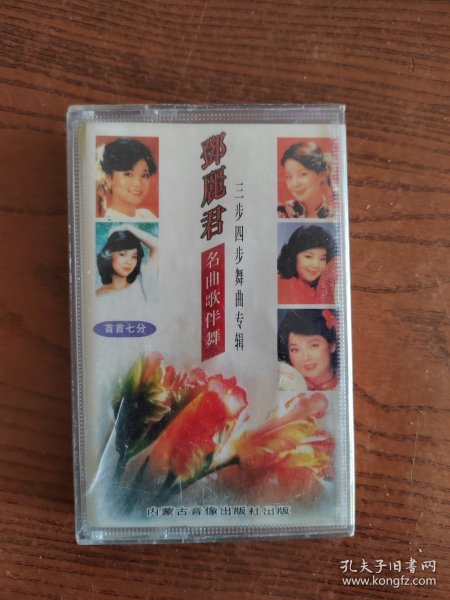 鄧麗君
名曲歌伴舞
三步四步舞曲专辑
首首七分
内蒙古音像出版社出版
孔夫子旧书网
www.kongfz.com